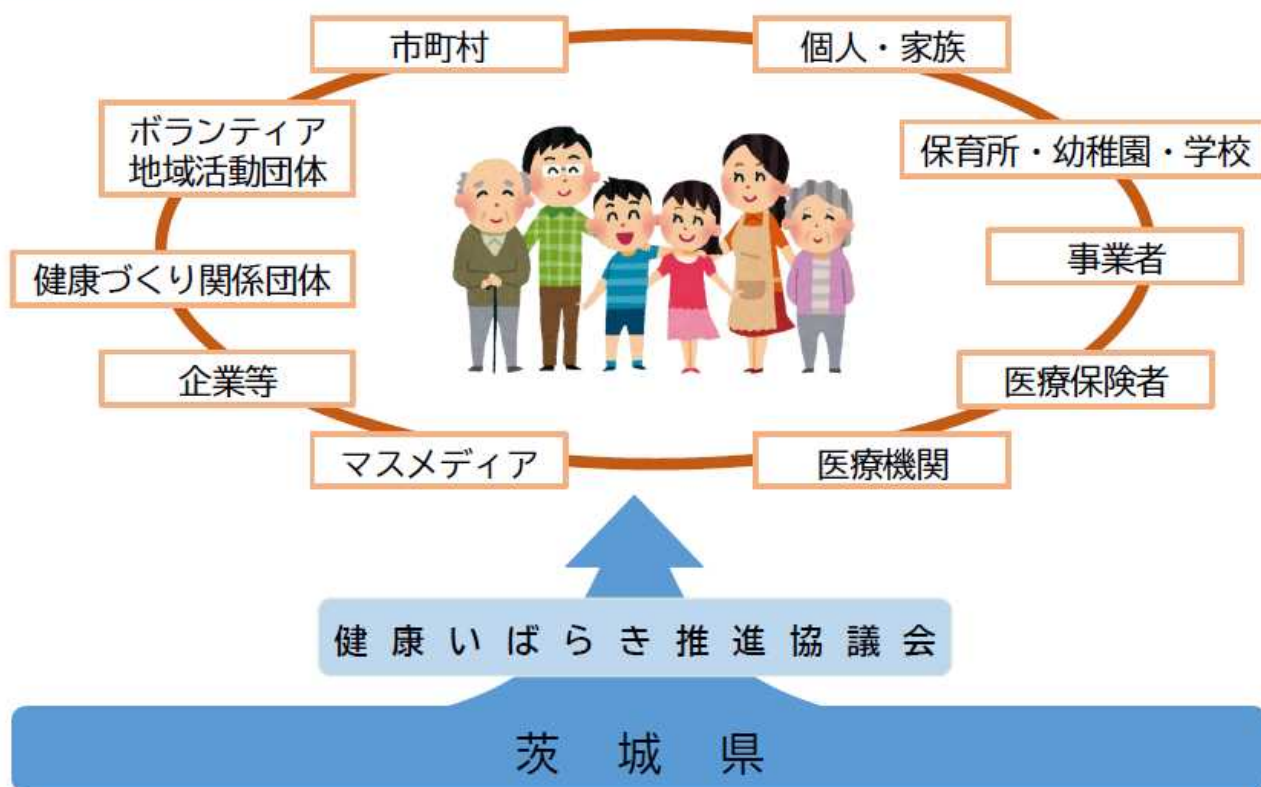 市町村
個人・家族
ボランティア
地域活動団体
保育所・幼稚園・学校
健康づくり関係団体
事業者
企業等
医療保険者
マスメディア
医療機関
健康いばらき推進協議会
茨城県